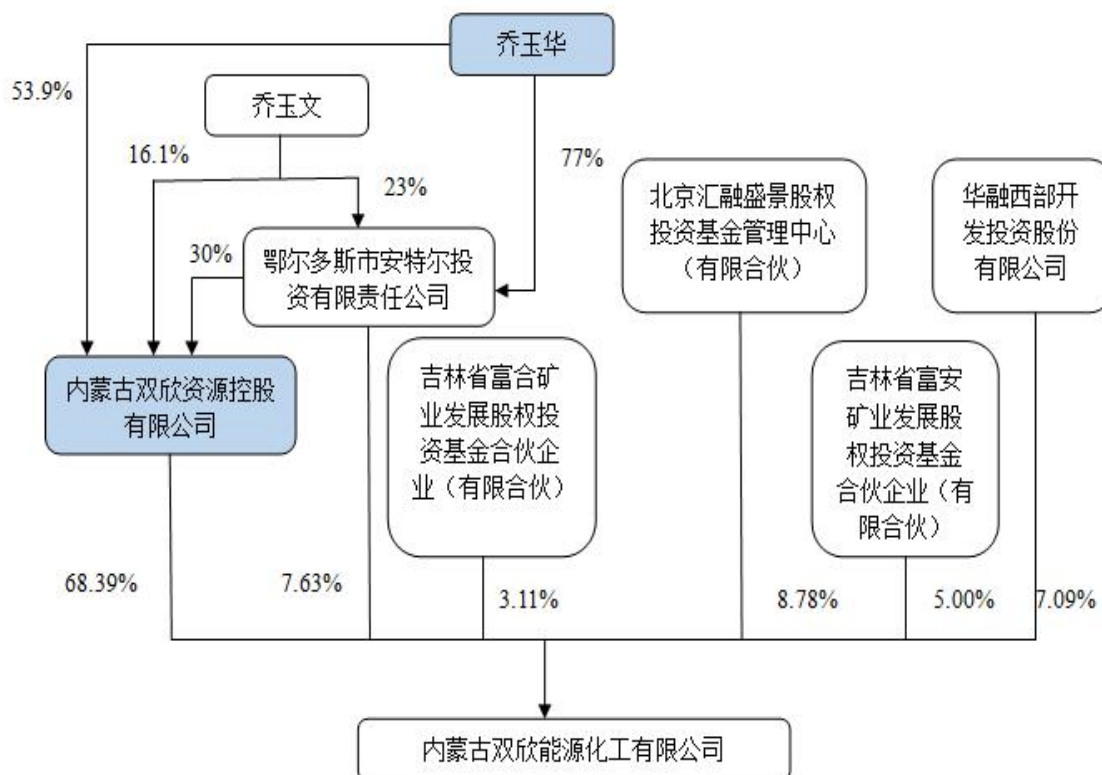 乔玉华
53.9%
乔玉文
16.1%
23%
77%
北京汇融盛景股权
投资基金管理中心
（有限合伙）
华融西部开
发投资股份
有限公司
30%
鄂尔多斯市安特尔投
资有限责任公司
内蒙古双欣资源控股
有限公司
吉林省富合矿
业发展股权投
资基金合伙企
业（有限合伙）
吉林省富安
矿业发展股
权投资基金
合伙企业（有
限合伙）
68.39%
7.63%
3.11%
8.78%
5.00%
7.09%
内蒙古双欣能源化工有限公司